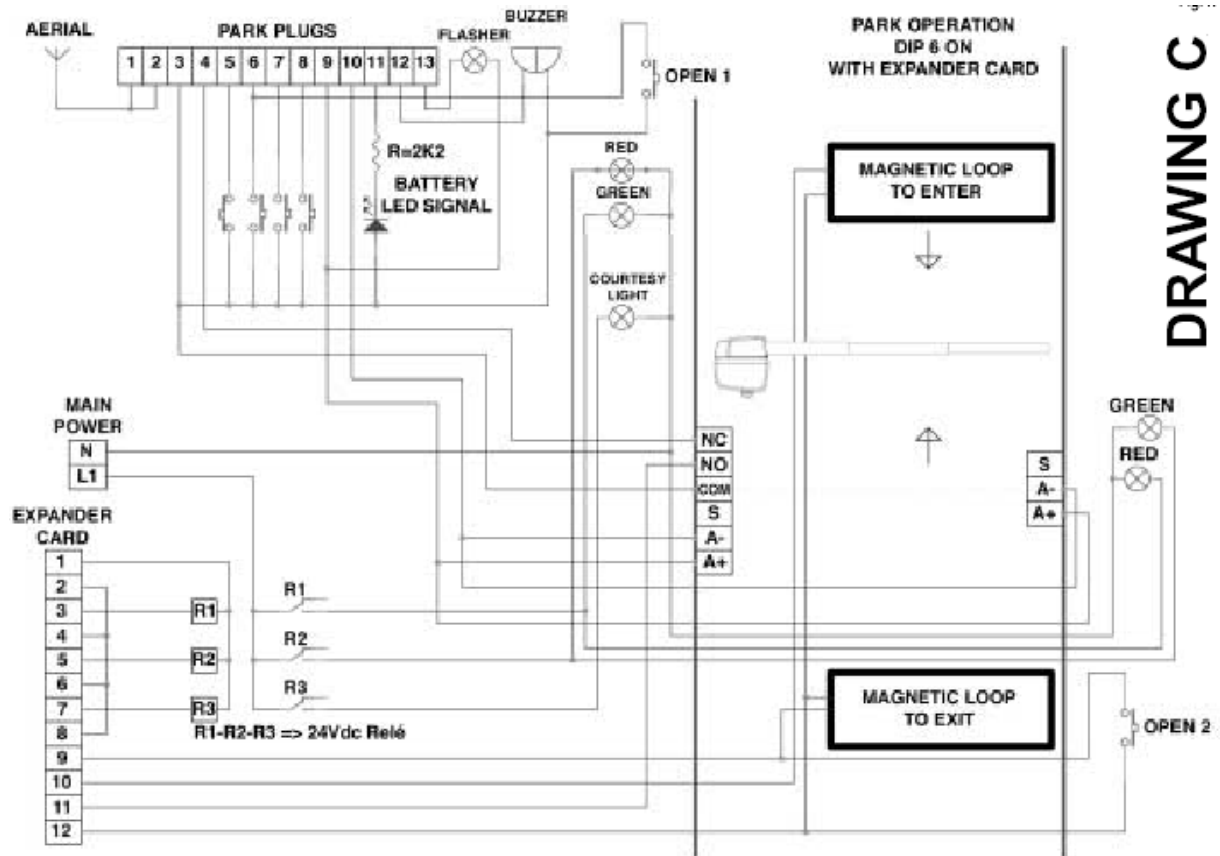 AERIAL
PARK PLUGS
1 2 3 4 5 6 7 8 9 10 11 12 13
FLASHER
BUZZER
OPEN 1
PARK OPERATION
DIP 6 ON
WITH EXPANDER CARD
DRAWING C
R=2K2
BATTERY
LED SIGNAL
RED
GREEN
COURTESY
LIGHT
MAGNETIC LOOP
TO ENTER
MAIN
POWER
N
L1
NC
NO
COM
S
A-
A+
S
A-
A+
GREEN
RED
EXPANDER
CARD
1
2
3
4
5
6
7
8
9
10
11
12
R1
R2
R3
R1
R2
R3
R1-R2-R3 => 24Vdc Relé
MAGNETIC LOOP
TO EXIT
OPEN 2